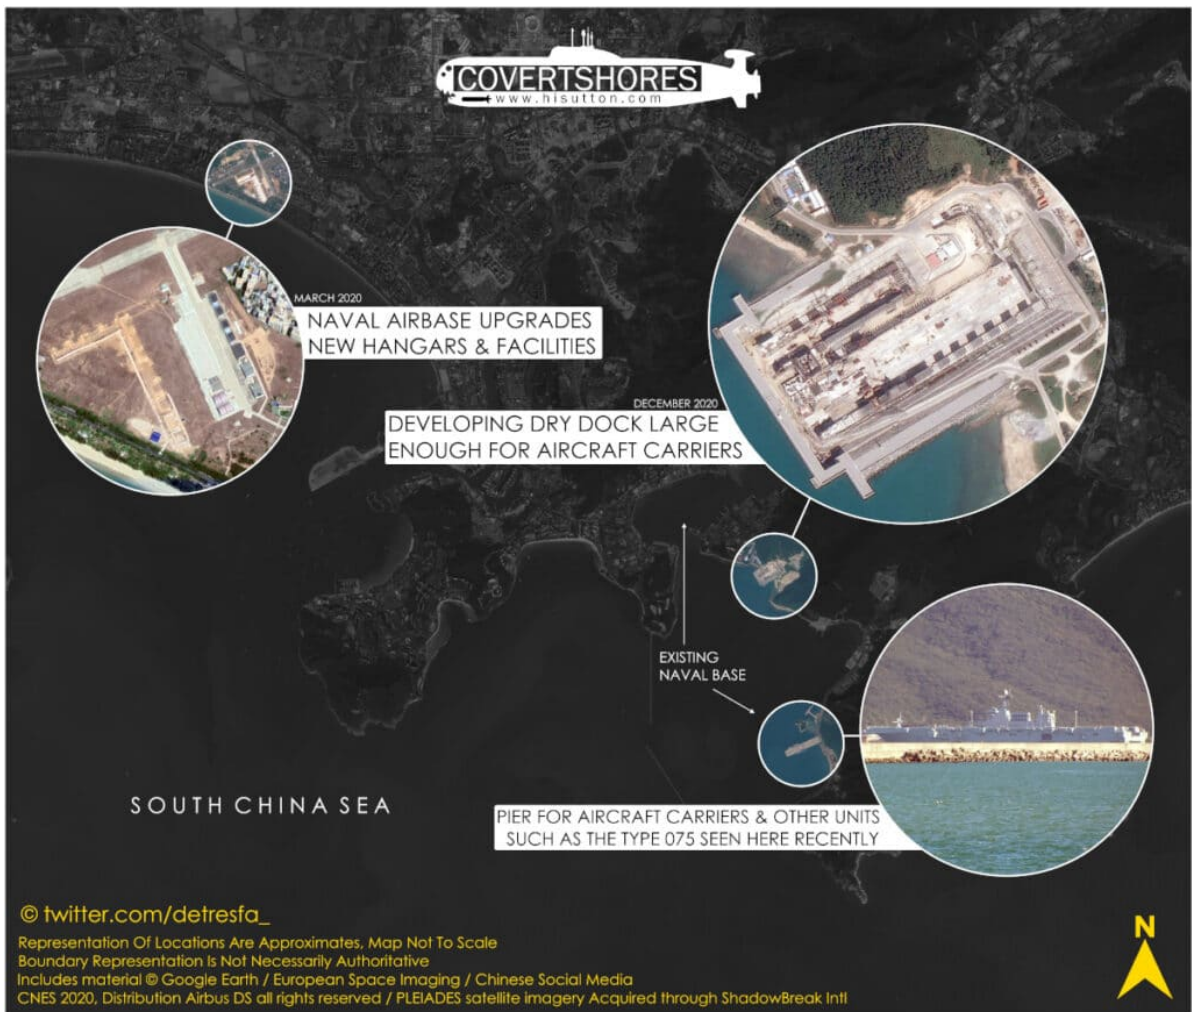 COVERTSHORES
www.hisutton.com
MARCH 2020
NAVAL AIRBASE UPGRADES
NEW HANGARS & FACILITIES
DECEMBER 2020
DEVELOPING DRY DOCK LARGE
ENOUGH FOR AIRCRAFT CARRIERS
EXISTING
NAVAL BASE
SOUTH CHINA SEA
PIER FOR AIRCRAFT CARRIERS & OTHER UNITS
SUCH AS THE TYPE 075 SEEN HERE RECENTLY
© twitter.com/detresfa_
Representation Of Locations Are Approximates, Map Not To Scale
Boundary Representation Is Not Necessarily Authoritative
Includes material © Google Earth / European Space Imaging / Chinese Social Media
CNES 2020, Distribution Airbus DS all rights reserved / PLEIADES satellite imagery Acquired through ShadowBreak Intl
N